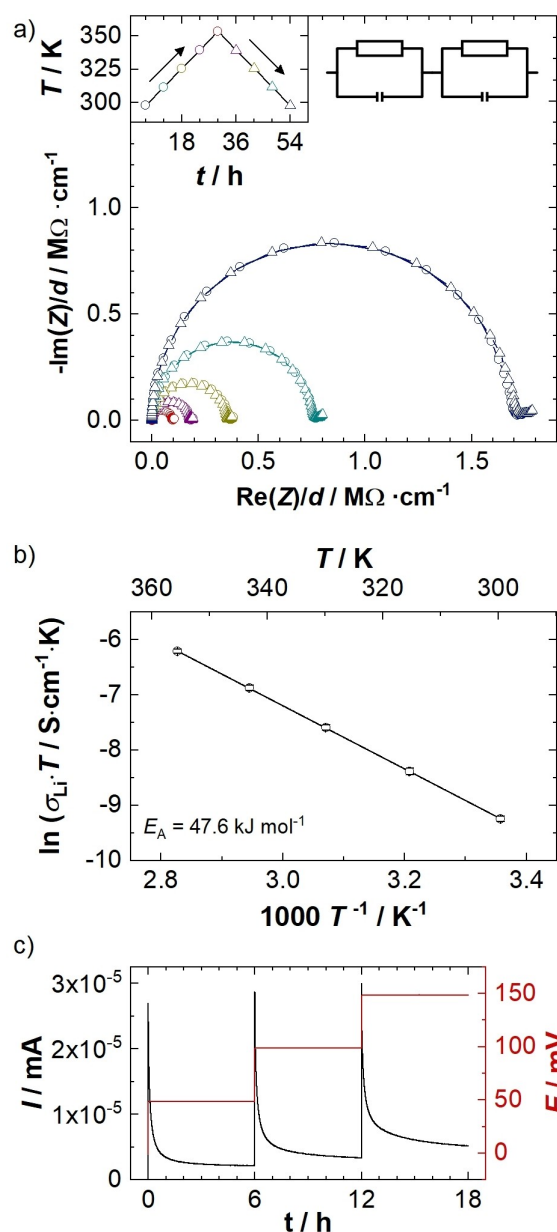 a)
T / K
350
325
300
18 36 54
t / h
-Im(Z)/d / MΩ ·cm⁻¹
1.0
0.5
0.0
0.0 0.5 1.0 1.5
Re(Z)/d / MΩ ·cm⁻¹
b)
T / K
360 340 320 300
ln (σLi·T / S·cm⁻¹·K)
-6
-7
-8
-9
-10
EA = 47.6 kJ mol⁻¹
2.8 3.0 3.2 3.4
1000 T⁻¹ / K⁻¹
c)
I / mA
3x10⁻⁵
2x10⁻⁵
1x10⁻⁵
0
150
100
50
0
E / mV
0 6 12 18
t / h